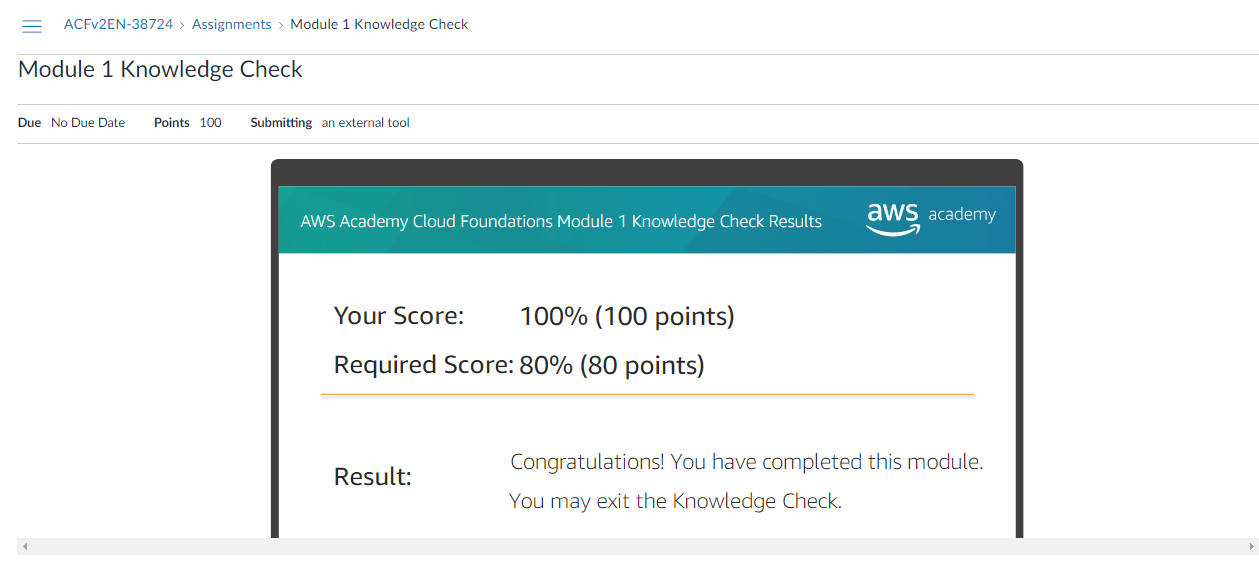 ACFv2EN-38724 › Assignments › Module 1 Knowledge Check
Module 1 Knowledge Check
Due No Due Date Points 100 Submitting an external tool
AWS Academy Cloud Foundations Module 1 Knowledge Check Results
aws academy
Your Score: 100% (100 points)
Required Score: 80% (80 points)
Result:
Congratulations! You have completed this module.
You may exit the Knowledge Check.